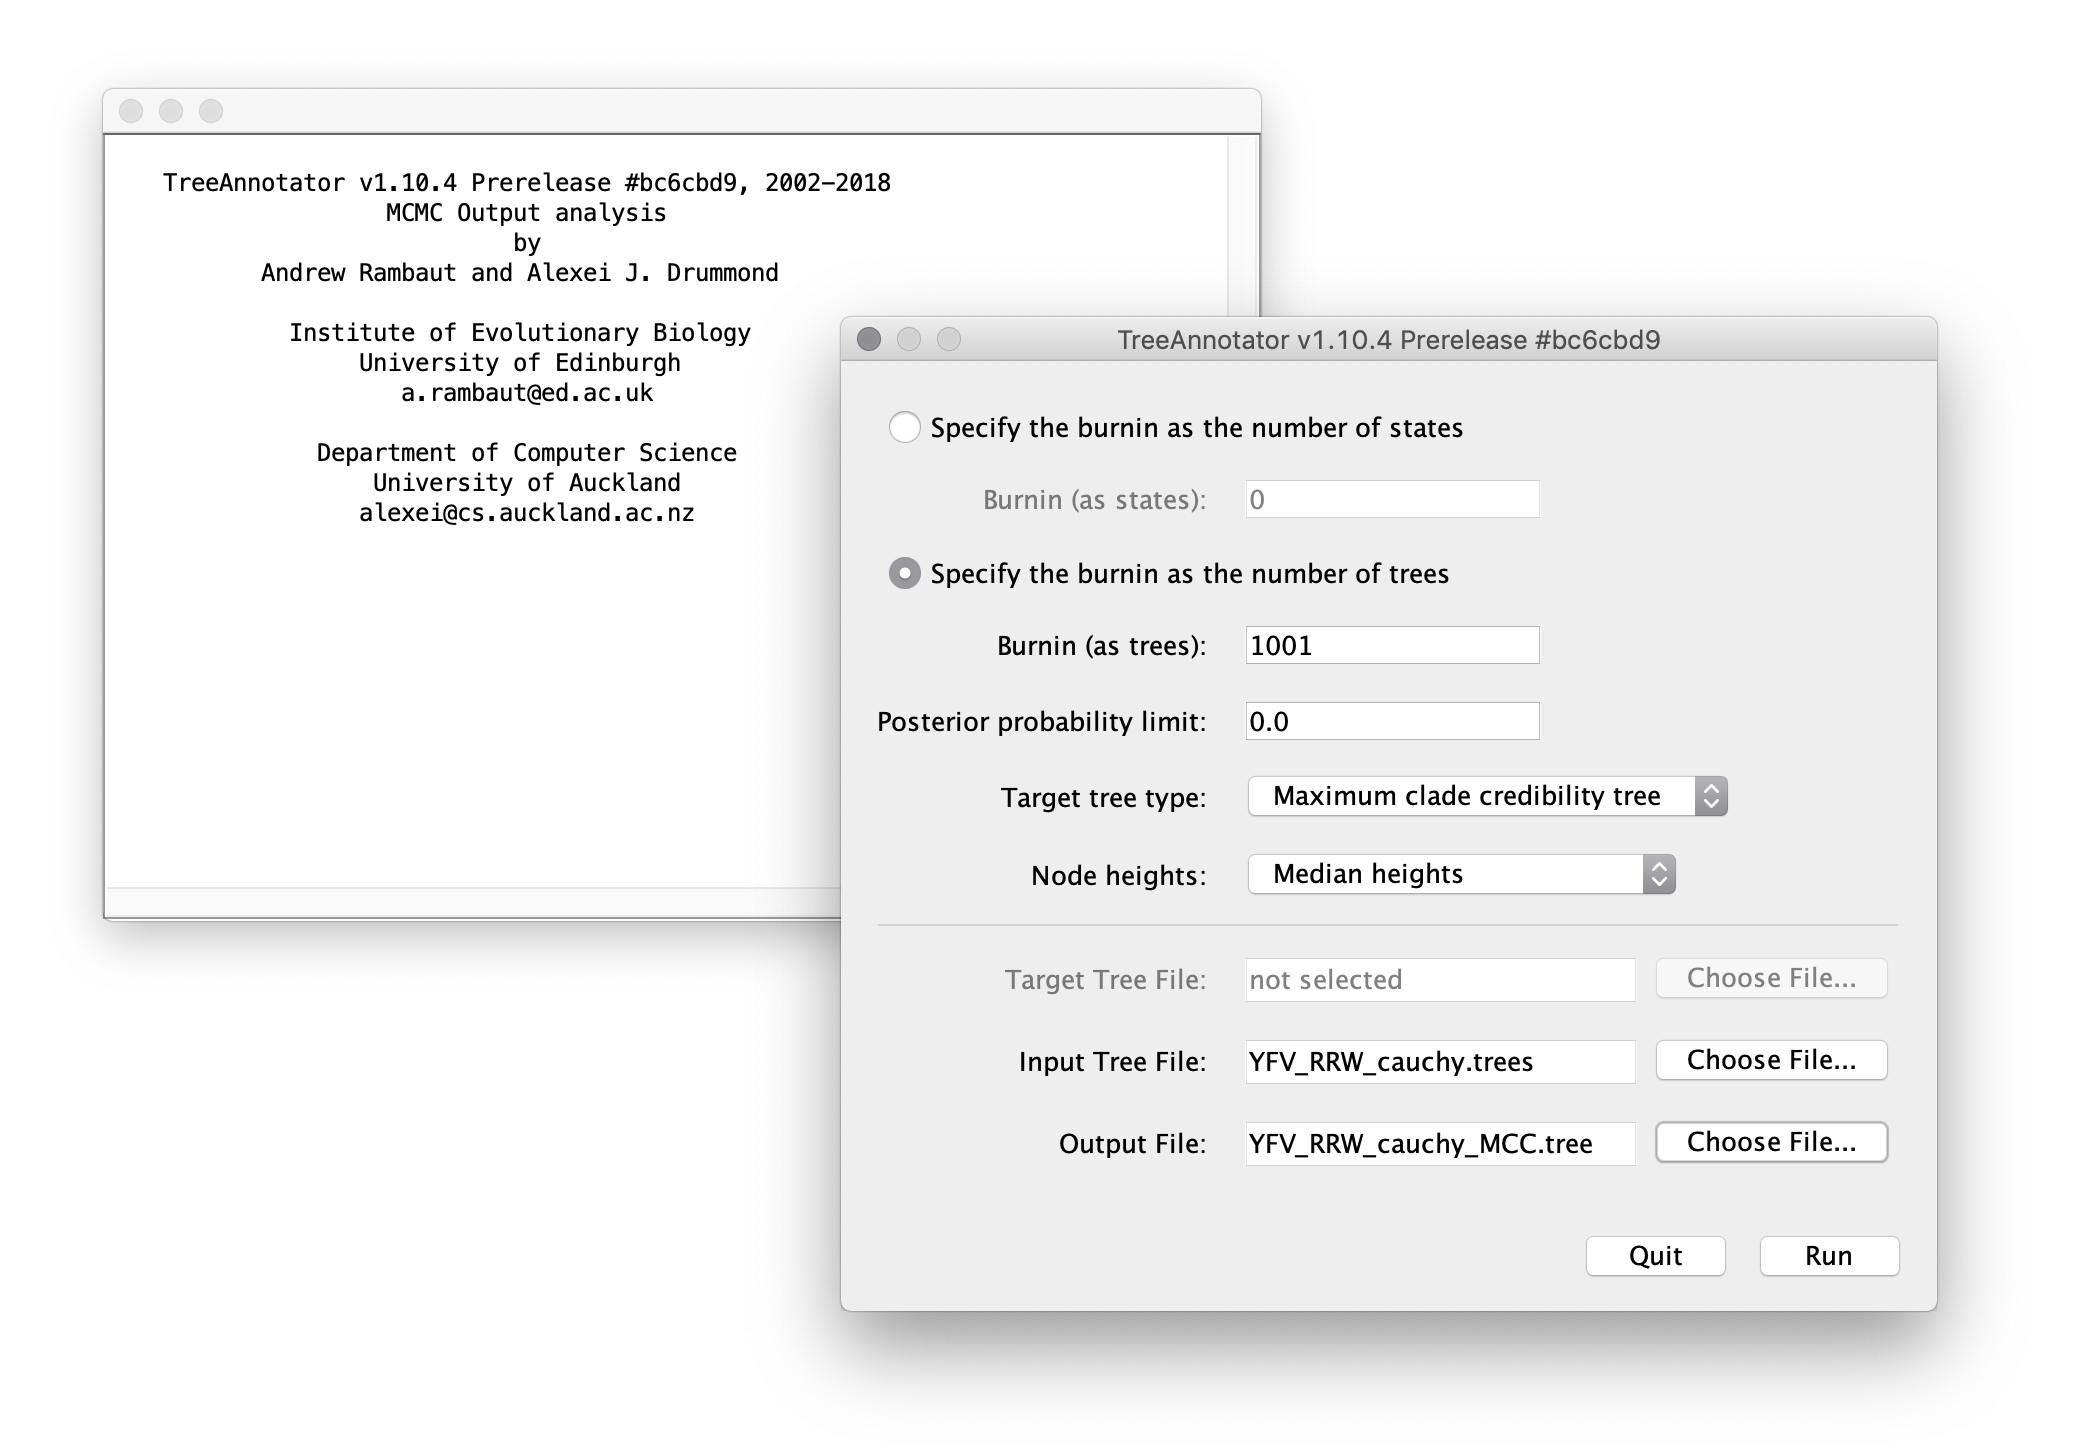 TreeAnnotator v1.10.4 Prerelease #bc6cbd9, 2002-2018
MCMC Output analysis
by
Andrew Rambaut and Alexei J. Drummond
Institute of Evolutionary Biology
University of Edinburgh
a.rambaut@ed.ac.uk
Department of Computer Science
University of Auckland
alexei@cs.auckland.ac.nz
TreeAnnotator v1.10.4 Prerelease #bc6cbd9
Specify the burnin as the number of states
Burnin (as states): 0
Specify the burnin as the number of trees
Burnin (as trees): 1001
Posterior probability limit: 0.0
Target tree type: Maximum clade credibility tree
Node heights: Median heights
Target Tree File: not selected Choose File...
Input Tree File: YFV_RRW_cauchy.trees Choose File...
Output File: YFV_RRW_cauchy_MCC.tree Choose File...
Quit Run